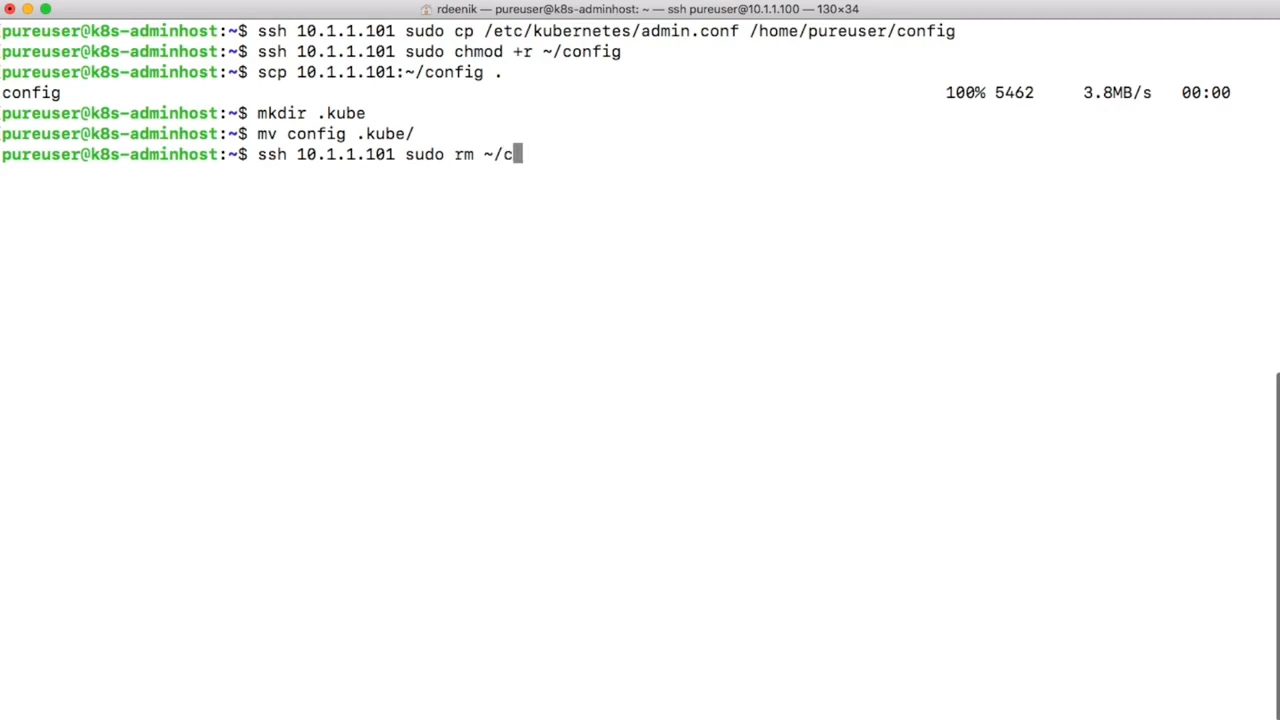 rdeenik — pureuser@k8s-adminhost: ~ — ssh pureuser@10.1.1.100 — 130×34
[pureuser@k8s-adminhost:~$ ssh 10.1.1.101 sudo cp /etc/kubernetes/admin.conf /home/pureuser/config
[pureuser@k8s-adminhost:~$ ssh 10.1.1.101 sudo chmod +r ~/config
[pureuser@k8s-adminhost:~$ scp 10.1.1.101:~/config .
config 100% 5462 3.8MB/s 00:00
[pureuser@k8s-adminhost:~$ mkdir .kube
[pureuser@k8s-adminhost:~$ mv config .kube/
pureuser@k8s-adminhost:~$ ssh 10.1.1.101 sudo rm ~/c